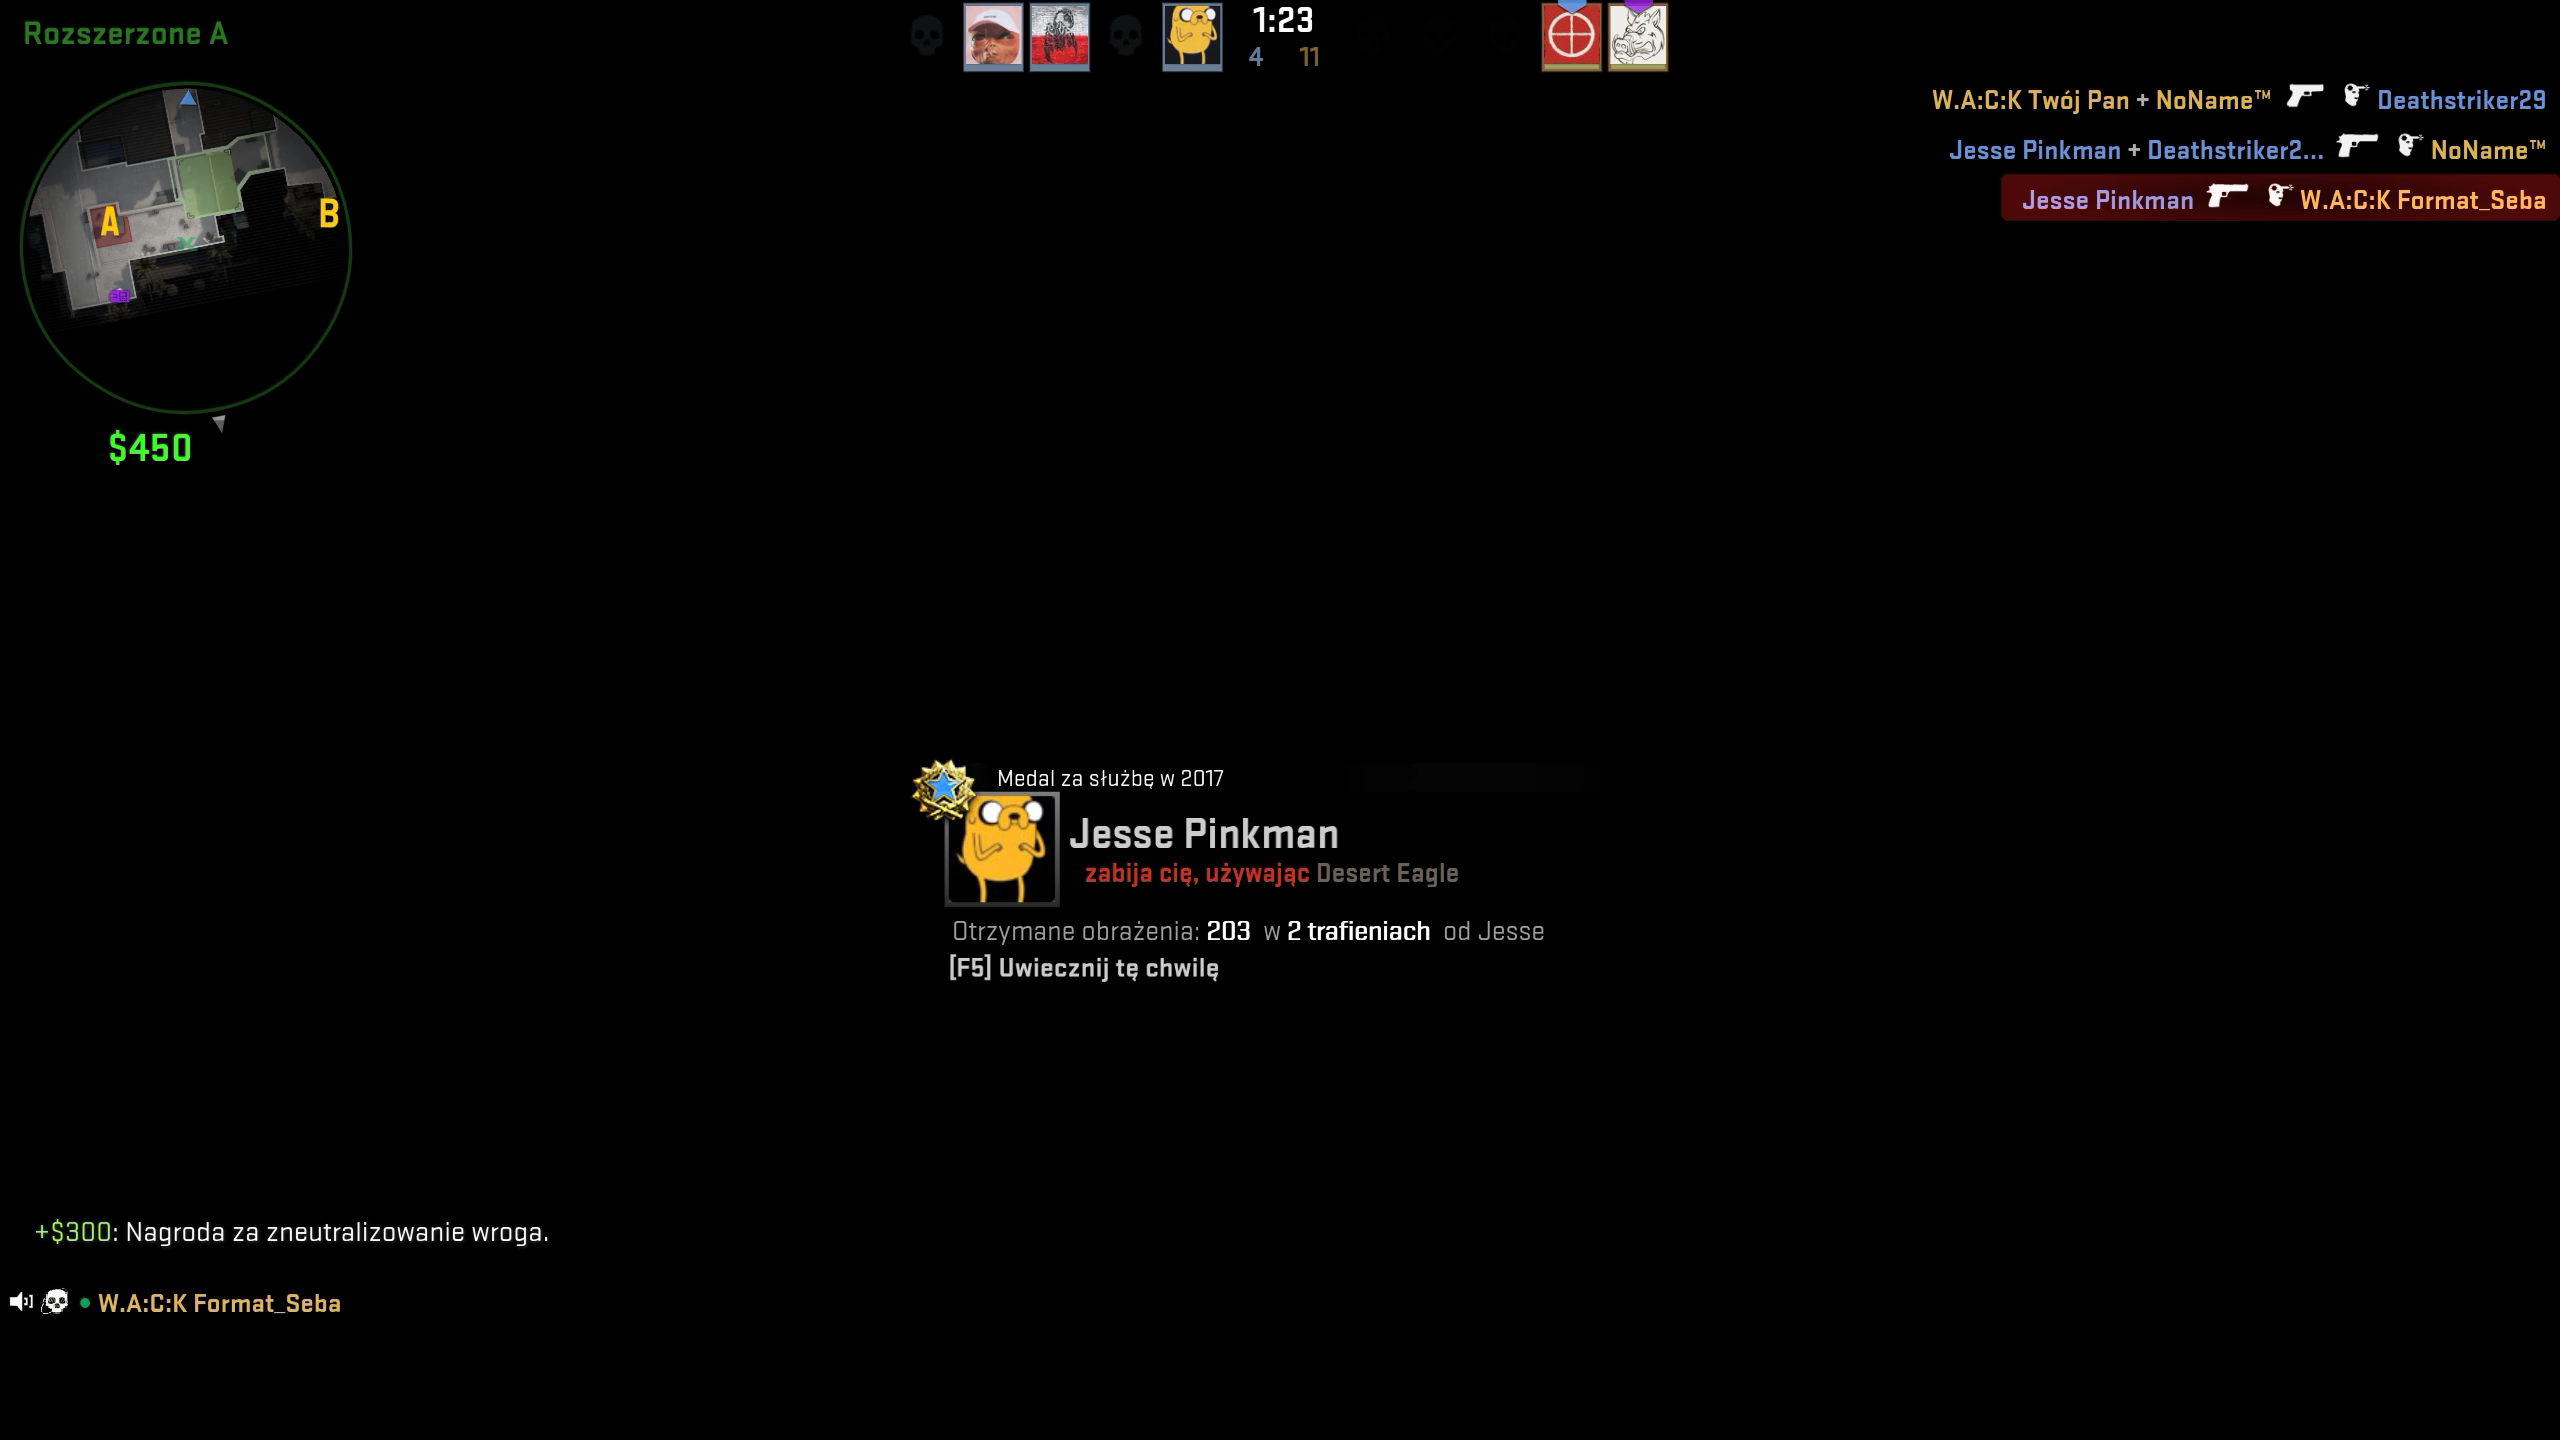 Rozszerzone A
1:23
4 11
W.A:C:K Twój Pan + NoName™ Deathstriker29
Jesse Pinkman + Deathstriker2... NoName™
Jesse Pinkman W.A:C:K Format_Seba
A
B
$450
Medal za służbę w 2017
Jesse Pinkman
zabija cię, używając Desert Eagle
Otrzymane obrażenia: 203 w 2 trafieniach od Jesse
[F5] Uwiecznij tę chwilę
+$300: Nagroda za zneutralizowanie wroga.
W.A:C:K Format_Seba